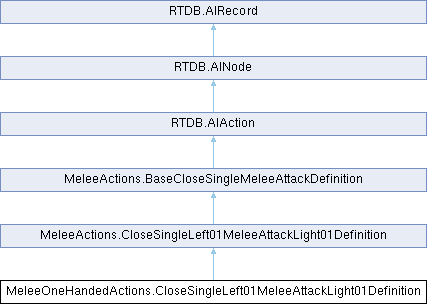 RTDB.AIRecord
RTDB.AINode
RTDB.AIAction
MeleeActions.BaseCloseSingleMeleeAttackDefinition
MeleeActions.CloseSingleLeft01MeleeAttackLight01Definition
MeleeOneHandedActions.CloseSingleLeft01MeleeAttackLight01Definition